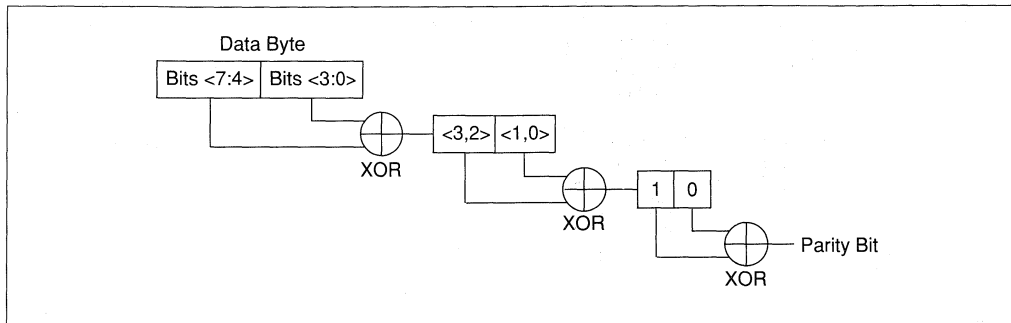 Data Byte
Bits <7:4> Bits <3:0>
<3,2> <1,0>
XOR
1 0
XOR
Parity Bit
XOR